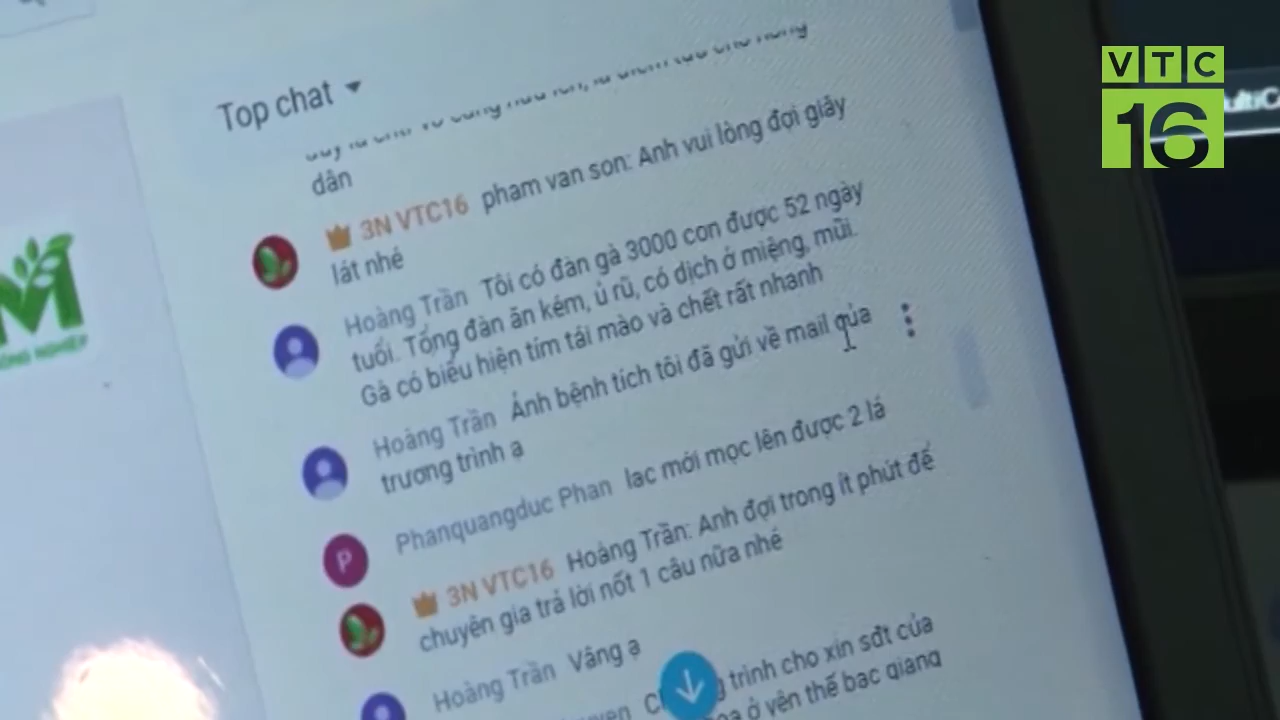 VTC
16
Top chat
dân
3N VTC16 pham van son: Anh vui lòng đợi giây
lát nhé
Hoàng Trần Tôi có đàn gà 3000 con được 52 ngày
tuổi. Tổng đàn ăn kém, ủ rũ, có dịch ở miệng, mũi.
Gà có biểu hiện tím tái mào và chết rất nhanh
Hoàng Trần Ảnh bệnh tích tôi đã gửi về mail qủa
trương trình ạ
Phanquangduc Phan lac mới mọc lên được 2 lá
3N VTC16 Hoàng Trần: Anh đợi trong ít phút để
chuyên gia trả lời nốt 1 câu nữa nhé
Hoàng Trần Vâng ạ
trình cho xin sđt của
ở yên thế bac giang